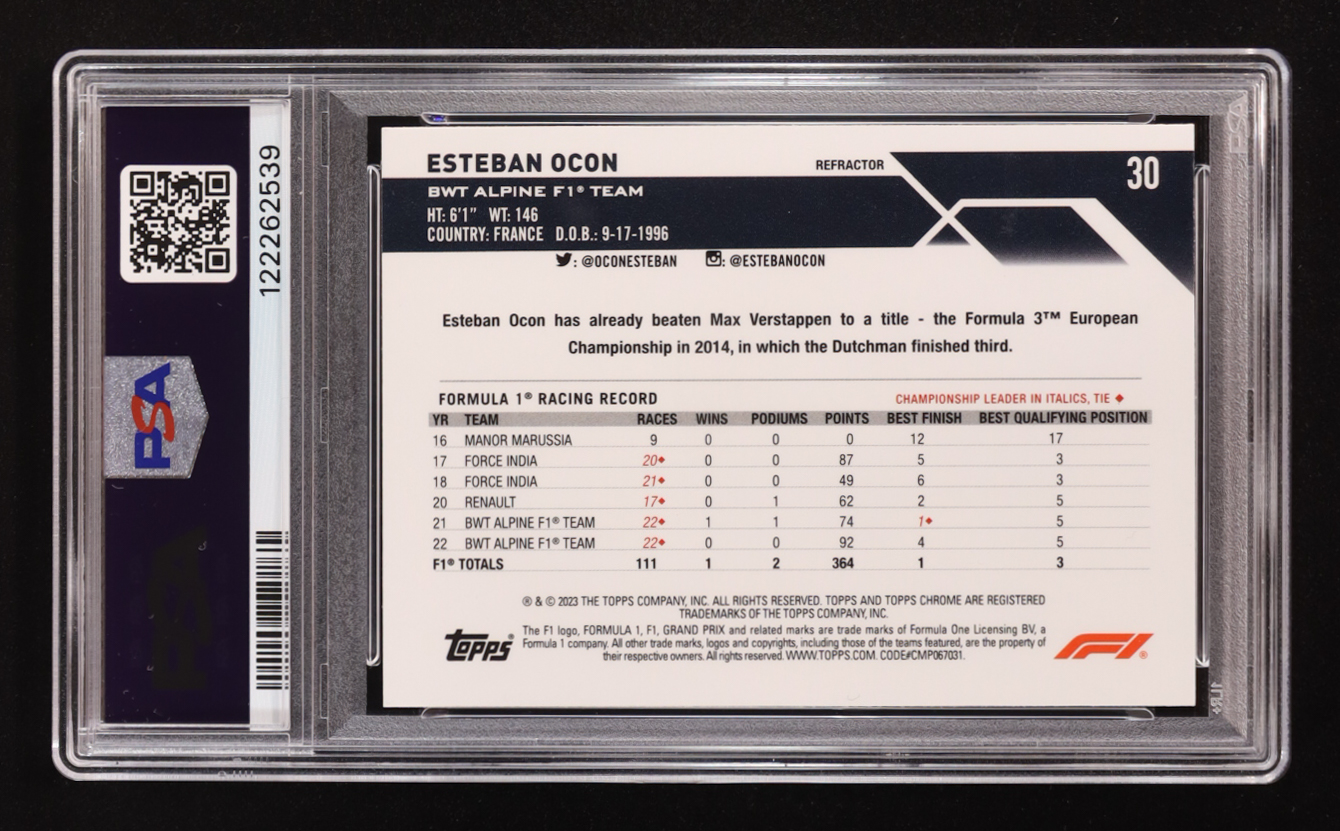 122262539
PSA
ESTEBAN OCON
REFRACTOR
30
BWT ALPINE F1® TEAM
HT: 6'1" WT: 146
COUNTRY: FRANCE D.O.B.: 9-17-1996
: @OCONESTEBAN : @ESTEBANOCON
Esteban Ocon has already beaten Max Verstappen to a title - the Formula 3™ European
Championship in 2014, in which the Dutchman finished third.
FORMULA 1® RACING RECORD CHAMPIONSHIP LEADER IN ITALICS, TIE ◆
YR TEAM RACES WINS PODIUMS POINTS BEST FINISH BEST QUALIFYING POSITION
16 MANOR MARUSSIA 9 0 0 0 12 17
17 FORCE INDIA 20◆ 0 0 87 5 3
18 FORCE INDIA 21◆ 0 0 49 6 3
20 RENAULT 17◆ 0 1 62 2 5
21 BWT ALPINE F1® TEAM 22◆ 1 1 74 1◆ 5
22 BWT ALPINE F1® TEAM 22◆ 0 0 92 4 5
F1® TOTALS 111 1 2 364 1 3
® & © 2023 THE TOPPS COMPANY, INC. ALL RIGHTS RESERVED. TOPPS AND TOPPS CHROME ARE REGISTERED
TRADEMARKS OF THE TOPPS COMPANY, INC.
The F1 logo, FORMULA 1, F1, GRAND PRIX and related marks are trade marks of Formula One Licensing BV, a
Formula 1 company. All other trade marks, logos and copyrights, including those of the teams featured, are the property of
their respective owners. All rights reserved. WWW.TOPPS.COM. CODE#CMP067031.
Topps®
F1®
PSA